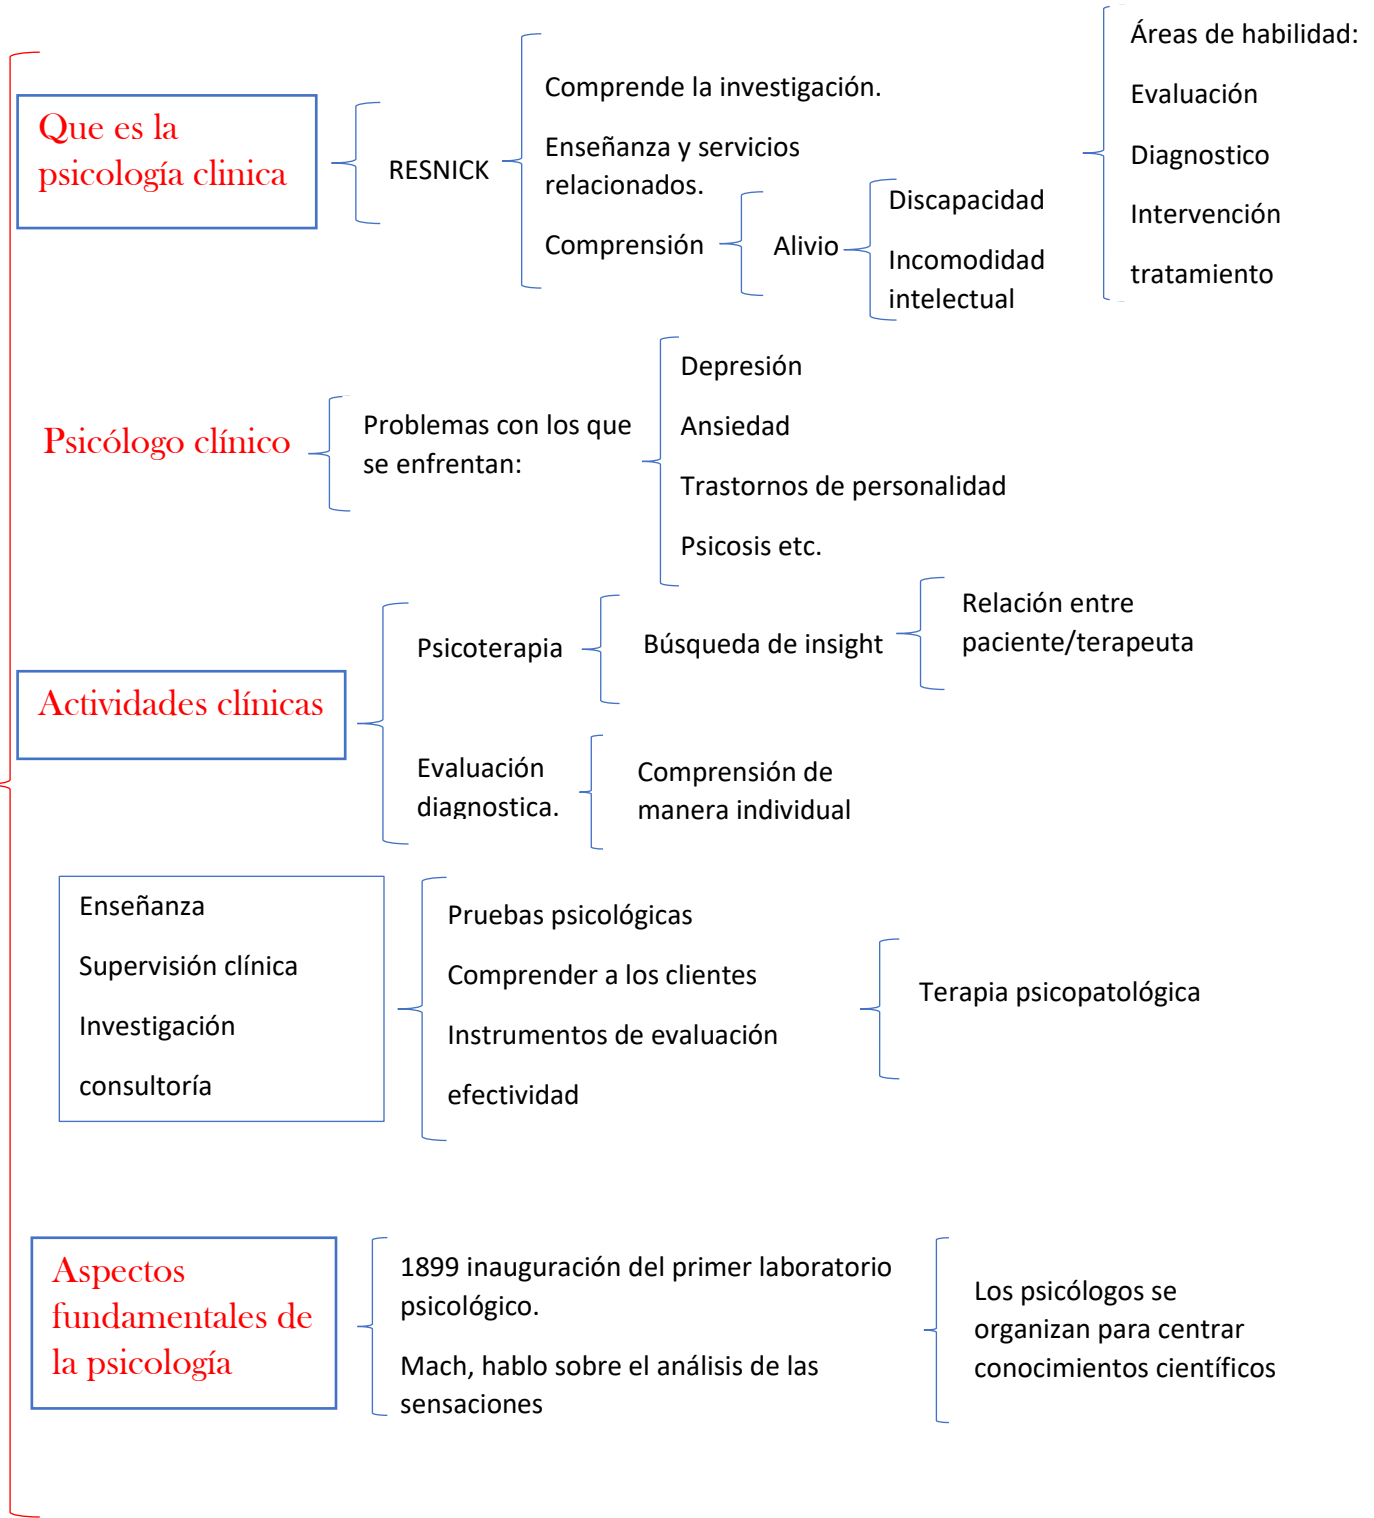 Que es la
psicología clinica
RESNICK
Comprende la investigación.
Enseñanza y servicios
relacionados.
Comprensión
Alivio
Discapacidad
Incomodidad
intelectual
Áreas de habilidad:
Evaluación
Diagnostico
Intervención
tratamiento
Psicólogo clínico
Problemas con los que
se enfrentan:
Depresión
Ansiedad
Trastornos de personalidad
Psicosis etc.
Actividades clínicas
Psicoterapia
Búsqueda de insight
Relación entre
paciente/terapeuta
Evaluación
diagnostica.
Comprensión de
manera individual
Enseñanza
Supervisión clínica
Investigación
consultoría
Pruebas psicológicas
Comprender a los clientes
Instrumentos de evaluación
efectividad
Terapia psicopatológica
Aspectos
fundamentales de
la psicología
1899 inauguración del primer laboratorio
psicológico.
Mach, hablo sobre el análisis de las
sensaciones
Los psicólogos se
organizan para centrar
conocimientos científicos